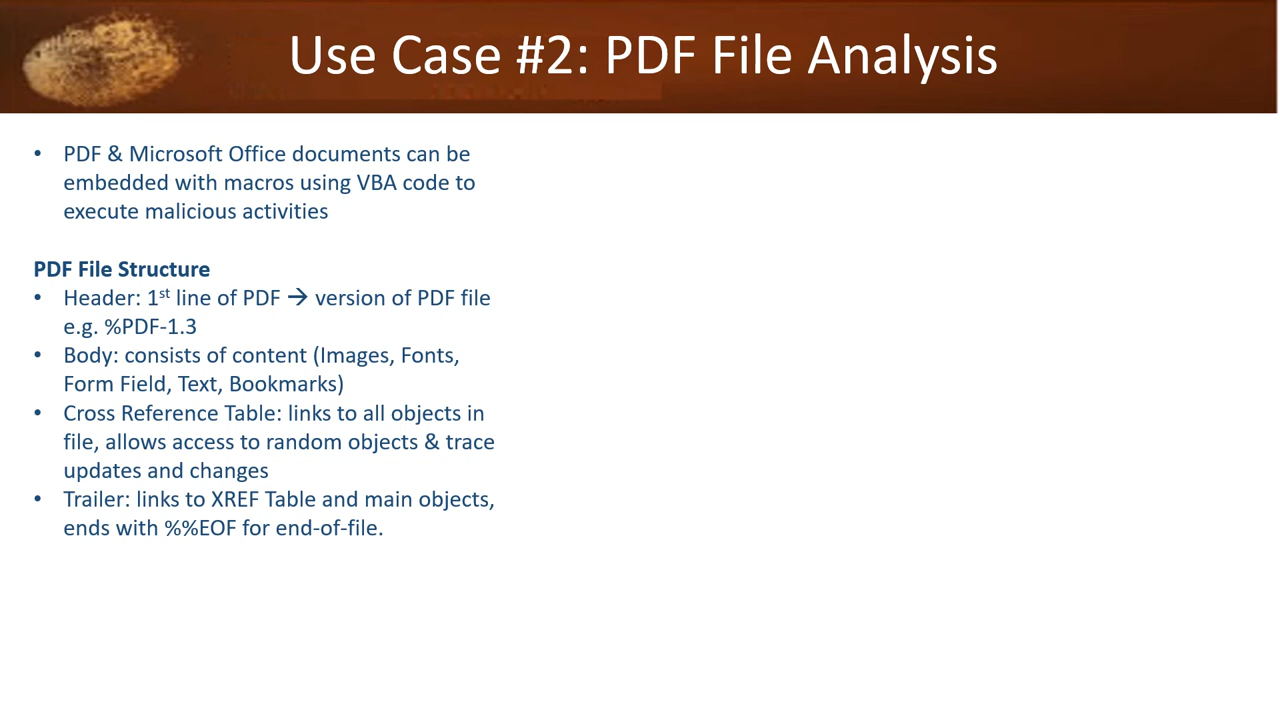 Use Case #2: PDF File Analysis
• PDF & Microsoft Office documents can be
embedded with macros using VBA code to
execute malicious activities
PDF File Structure
• Header: 1st line of PDF → version of PDF file
e.g. %PDF-1.3
• Body: consists of content (Images, Fonts,
Form Field, Text, Bookmarks)
• Cross Reference Table: links to all objects in
file, allows access to random objects & trace
updates and changes
• Trailer: links to XREF Table and main objects,
ends with %%EOF for end-of-file.